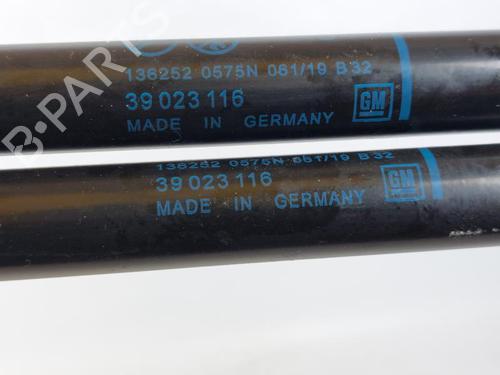 136252 0575N 061/19 B32
39 023 116
MADE IN GERMANY
GM
136252 0575N 061/19 B32
39 023 116
MADE IN GERMANY
GM
B-PARTS